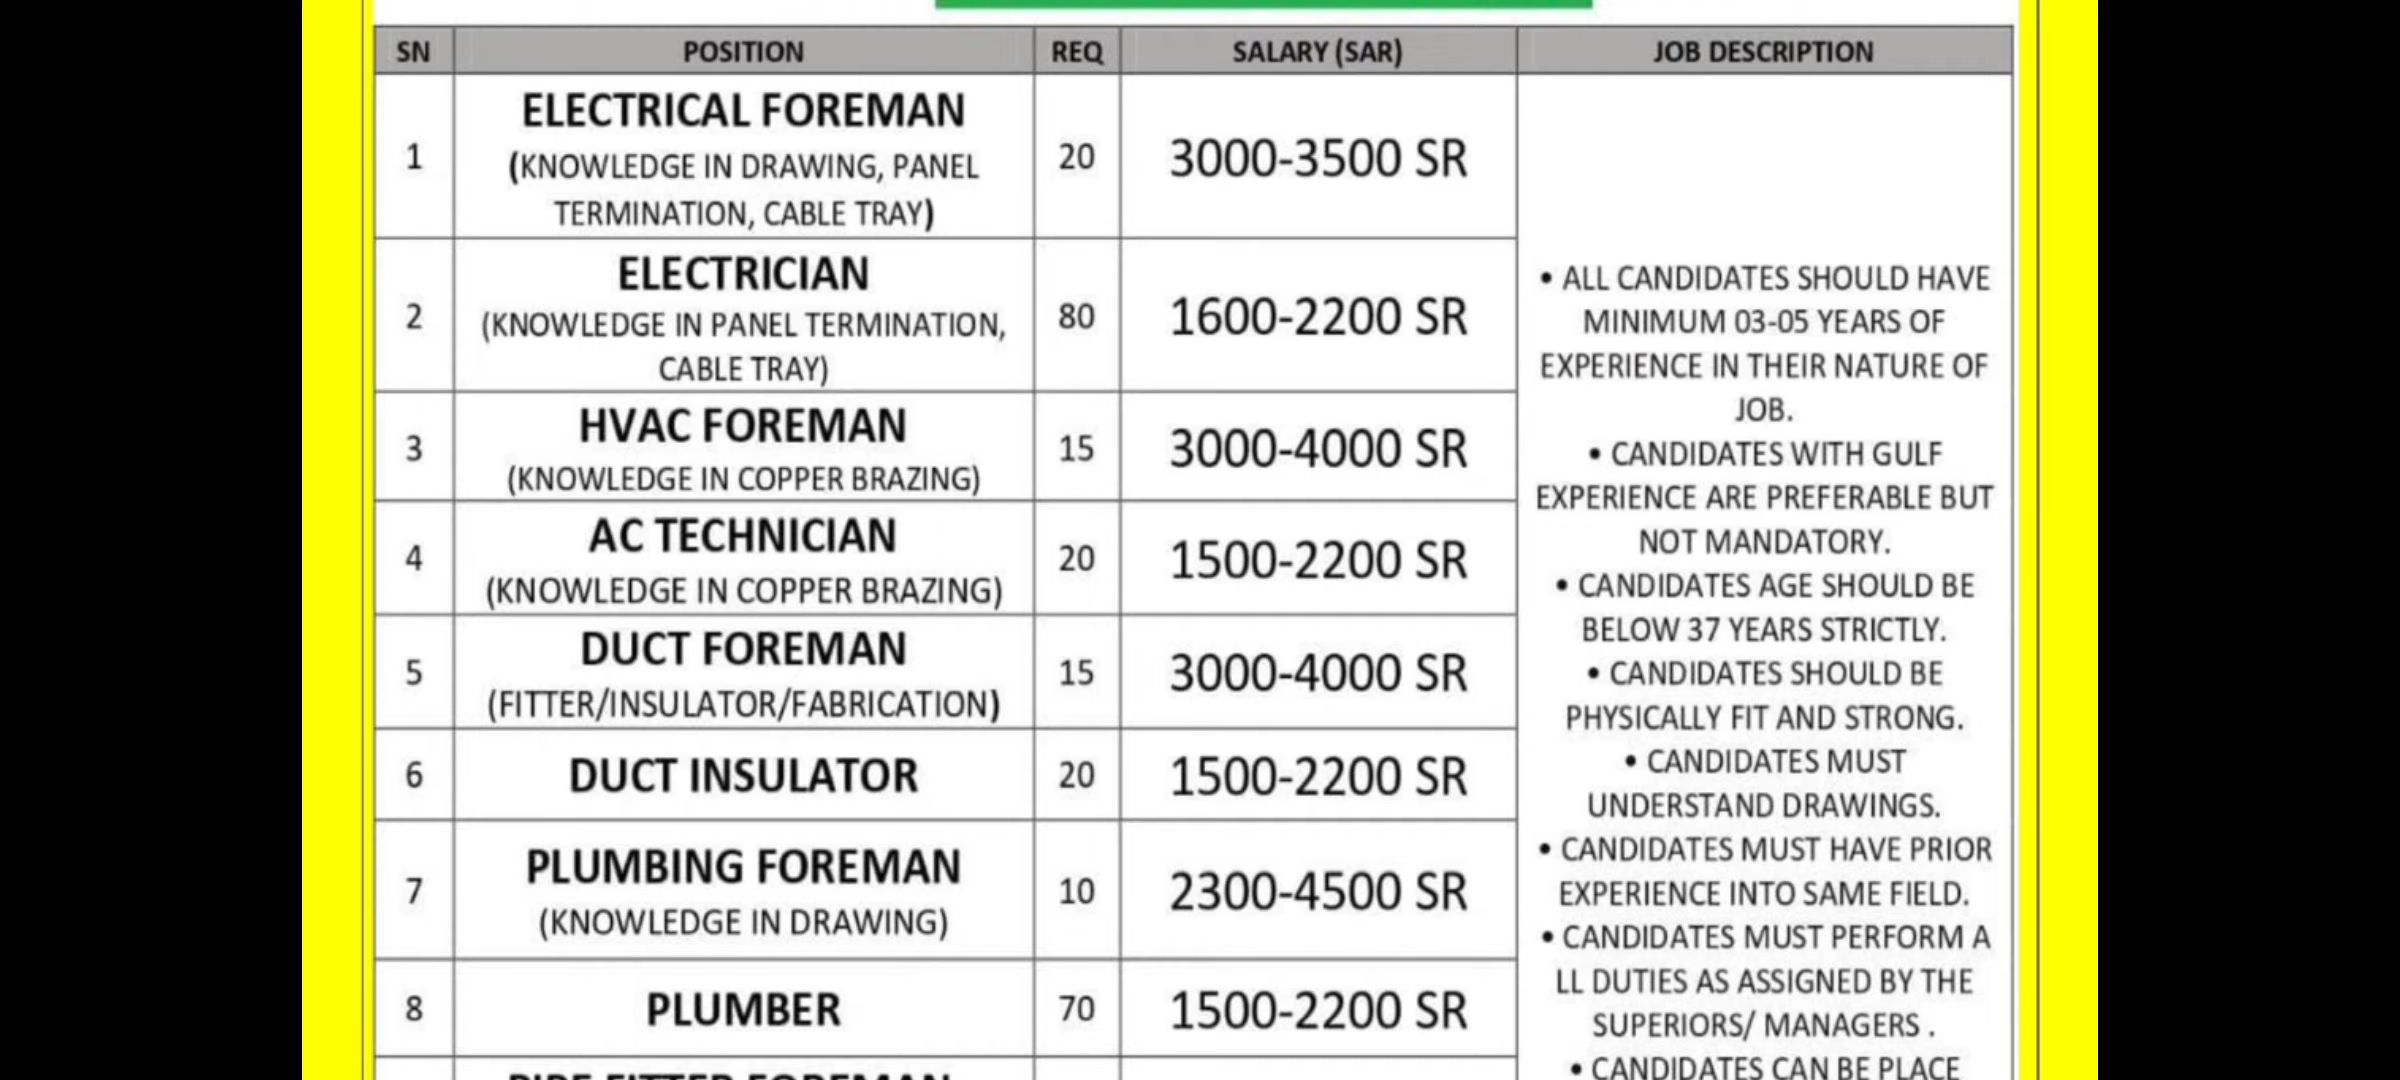 SN POSITION REQ SALARY (SAR) JOB DESCRIPTION
1 ELECTRICAL FOREMAN 20 3000-3500 SR
(KNOWLEDGE IN DRAWING, PANEL
TERMINATION, CABLE TRAY)
2 ELECTRICIAN 80 1600-2200 SR
(KNOWLEDGE IN PANEL TERMINATION,
CABLE TRAY)
3 HVAC FOREMAN 15 3000-4000 SR
(KNOWLEDGE IN COPPER BRAZING)
4 AC TECHNICIAN 20 1500-2200 SR
(KNOWLEDGE IN COPPER BRAZING)
5 DUCT FOREMAN 15 3000-4000 SR
(FITTER/INSULATOR/FABRICATION)
6 DUCT INSULATOR 20 1500-2200 SR
7 PLUMBING FOREMAN 10 2300-4500 SR
(KNOWLEDGE IN DRAWING)
8 PLUMBER 70 1500-2200 SR
PIPE FITTER FOREMAN
• ALL CANDIDATES SHOULD HAVE
MINIMUM 03-05 YEARS OF
EXPERIENCE IN THEIR NATURE OF
JOB.
• CANDIDATES WITH GULF
EXPERIENCE ARE PREFERABLE BUT
NOT MANDATORY.
• CANDIDATES AGE SHOULD BE
BELOW 37 YEARS STRICTLY.
• CANDIDATES SHOULD BE
PHYSICALLY FIT AND STRONG.
• CANDIDATES MUST
UNDERSTAND DRAWINGS.
• CANDIDATES MUST HAVE PRIOR
EXPERIENCE INTO SAME FIELD.
• CANDIDATES MUST PERFORM A
LL DUTIES AS ASSIGNED BY THE
SUPERIORS/ MANAGERS .
• CANDIDATES CAN BE PLACE